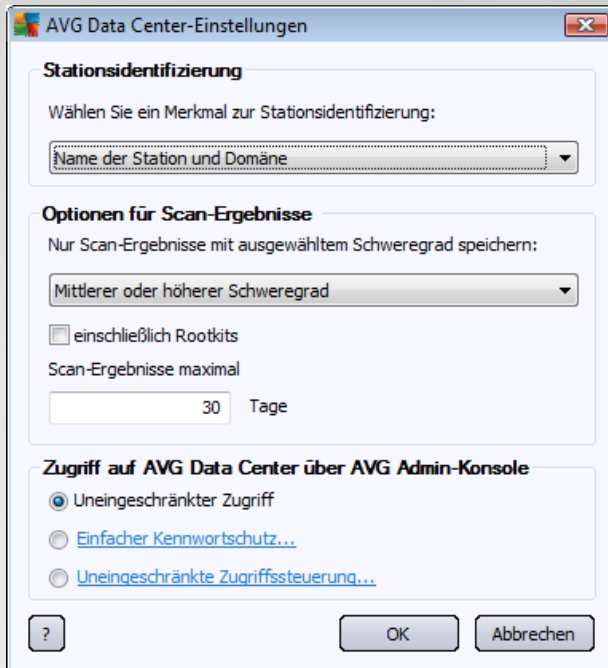 AVG Data Center-Einstellungen
Stationsidentifizierung
Wählen Sie ein Merkmal zur Stationsidentifizierung:
Name der Station und Domäne
Optionen für Scan-Ergebnisse
Nur Scan-Ergebnisse mit ausgewähltem Schweregrad speichern:
Mittlerer oder höherer Schweregrad
einschließlich Rootkits
Scan-Ergebnisse maximal
30 Tage
Zugriff auf AVG Data Center über AVG Admin-Konsole
Uneingeschränkter Zugriff
Einfacher Kennwortschutz...
Uneingeschränkte Zugriffssteuerung...
? OK Abbrechen